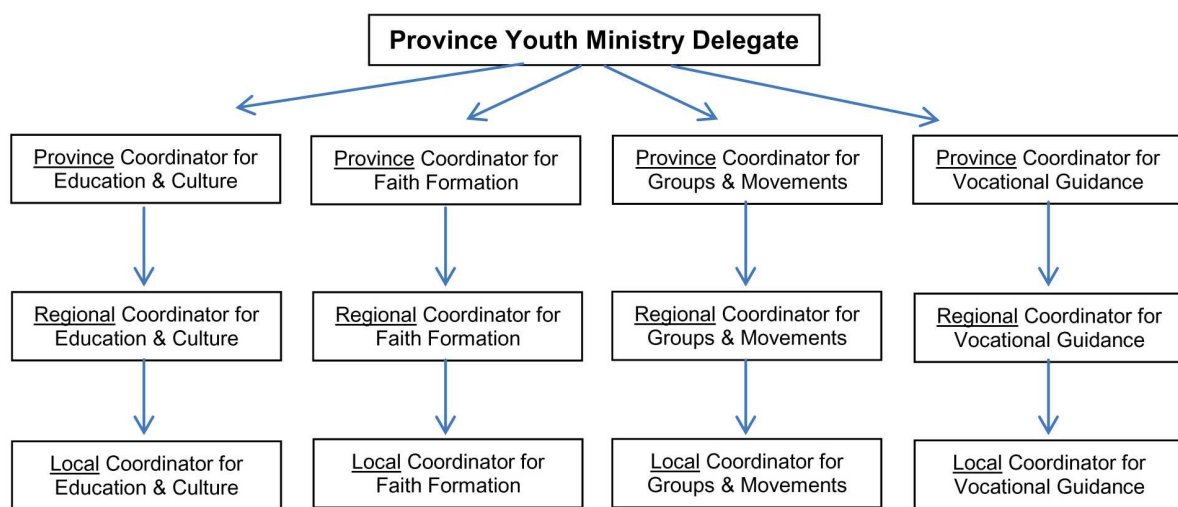 Province Youth Ministry Delegate
Province Coordinator for
Education & Culture
Province Coordinator for
Faith Formation
Province Coordinator for
Groups & Movements
Province Coordinator for
Vocational Guidance
Regional Coordinator for
Education & Culture
Regional Coordinator for
Faith Formation
Regional Coordinator for
Groups & Movements
Regional Coordinator for
Vocational Guidance
Local Coordinator for
Education & Culture
Local Coordinator for
Faith Formation
Local Coordinator for
Groups & Movements
Local Coordinator for
Vocational Guidance